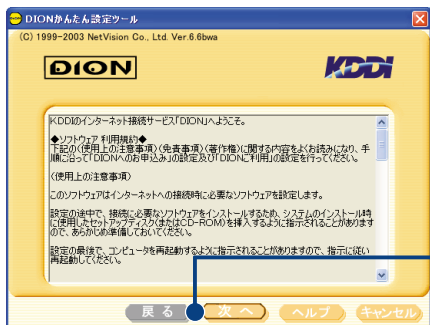 DIONかんたん設定ツール
(C) 1999-2003 NetVision Co., Ltd. Ver.6.6bwa
DION
KDDI
KDDIのインターネット接続サービス｢DION｣へようこそ。
◆ソフトウェア 利用規約◆
下記の〈使用上の注意事項〉〈免責事項〉〈著作権〉に関する内容をよくお読みになり、手
順に沿って｢DIONへのお申込み｣の設定及び｢DIONご利用｣の設定を行ってください。
〈使用上の注意事項〉
このソフトウェアはインターネットへの接続時に必要なソフトウェアを設定します。
設定の途中で、接続に必要なソフトウェアをインストールするため、システムのインストール時
に使用したセットアップディスク(またはCD-ROM)を挿入するように指示されることがあります
ので、あらかじめ準備しておいてください。
設定の最後で、コンピュータを再起動するように指示されることがありますので、指示に従い
再起動してください。
戻 る
次 へ
ヘルプ
キャンセル